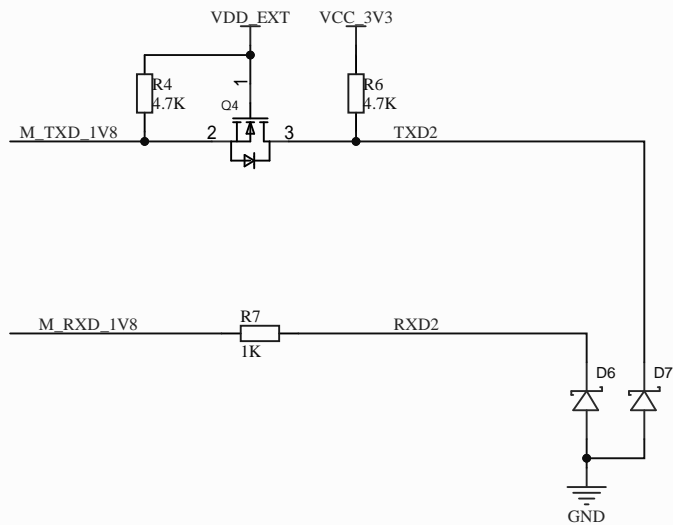 VDD_EXT VCC_3V3
R4
4.7K
1
Q4
R6
4.7K
M_TXD_1V8 2 3 TXD2
M_RXD_1V8 R7 RXD2
1K
D6 D7
GND